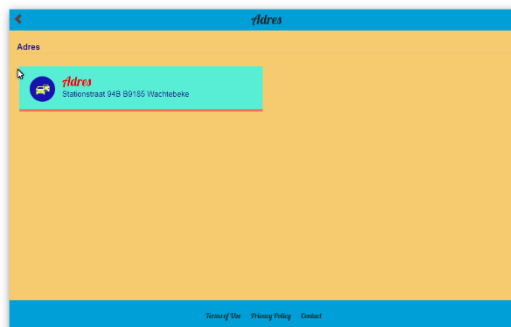 Adres
Adres
Adres
Stationstraat 94B B9185 Wachtebeke
Terms of Use Privacy Policy Contact